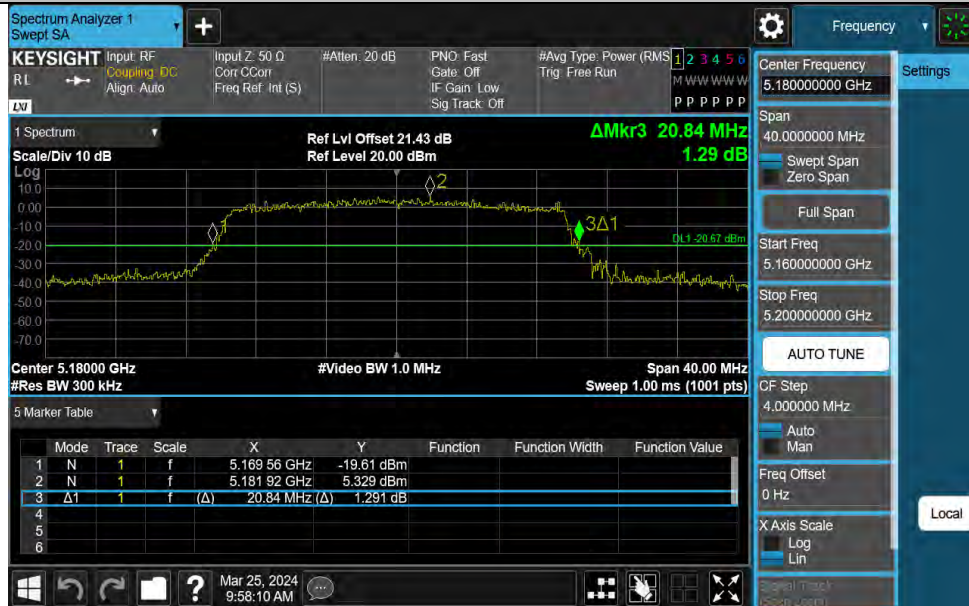 Spectrum Analyzer 1
Swept SA
+
Frequency
KEYSIGHT
RL
LXI
Input: RF
Coupling: DC
Align: Auto
Input Z: 50 Ω
Corr CCorr
Freq Ref: Int (S)
#Atten: 20 dB
PNO: Fast
Gate: Off
IF Gain: Low
Sig Track: Off
#Avg Type: Power (RMS
Trig: Free Run
1 2 3 4 5 6
M W W W W W
P P P P P P
1 Spectrum
Scale/Div 10 dB
Ref Lvl Offset 21.43 dB
Ref Level 20.00 dBm
ΔMkr3 20.84 MHz
1.29 dB
Log
10.0
0.00
-10.0
-20.0
-30.0
-40.0
-50.0
-60.0
-70.0
2
3Δ1
DL1 -20.67 dBm
Center 5.18000 GHz
#Video BW 1.0 MHz
Span 40.00 MHz
#Res BW 300 kHz
Sweep 1.00 ms (1001 pts)
5 Marker Table
Mode Trace Scale X Y Function Function Width Function Value
1 N 1 f 5.169 56 GHz -19.61 dBm
2 N 1 f 5.181 92 GHz 5.329 dBm
3 Δ1 1 f (Δ) 20.84 MHz (Δ) 1.291 dB
4
5
6
?
Mar 25, 2024
9:58:10 AM
Center Frequency
5.180000000 GHz
Span
40.0000000 MHz
Swept Span
Zero Span
Full Span
Start Freq
5.160000000 GHz
Stop Freq
5.200000000 GHz
AUTO TUNE
CF Step
4.000000 MHz
Auto
Man
Freq Offset
0 Hz
X Axis Scale
Log
Lin
Signal Track
Settings
Local